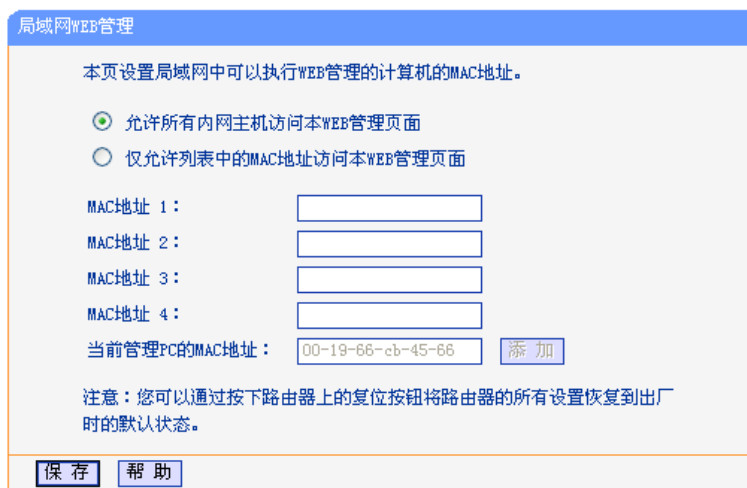 局域网WEB管理
本页设置局域网中可以执行WEB管理的计算机的MAC地址。
允许所有内网主机访问本WEB管理页面
仅允许列表中的MAC地址访问本WEB管理页面
MAC地址 1：
MAC地址 2：
MAC地址 3：
MAC地址 4：
当前管理PC的MAC地址： 00-19-66-cb-45-66 添 加
注意：您可以通过按下路由器上的复位按钮将路由器的所有设置恢复到出厂
时的默认状态。
保 存 帮 助